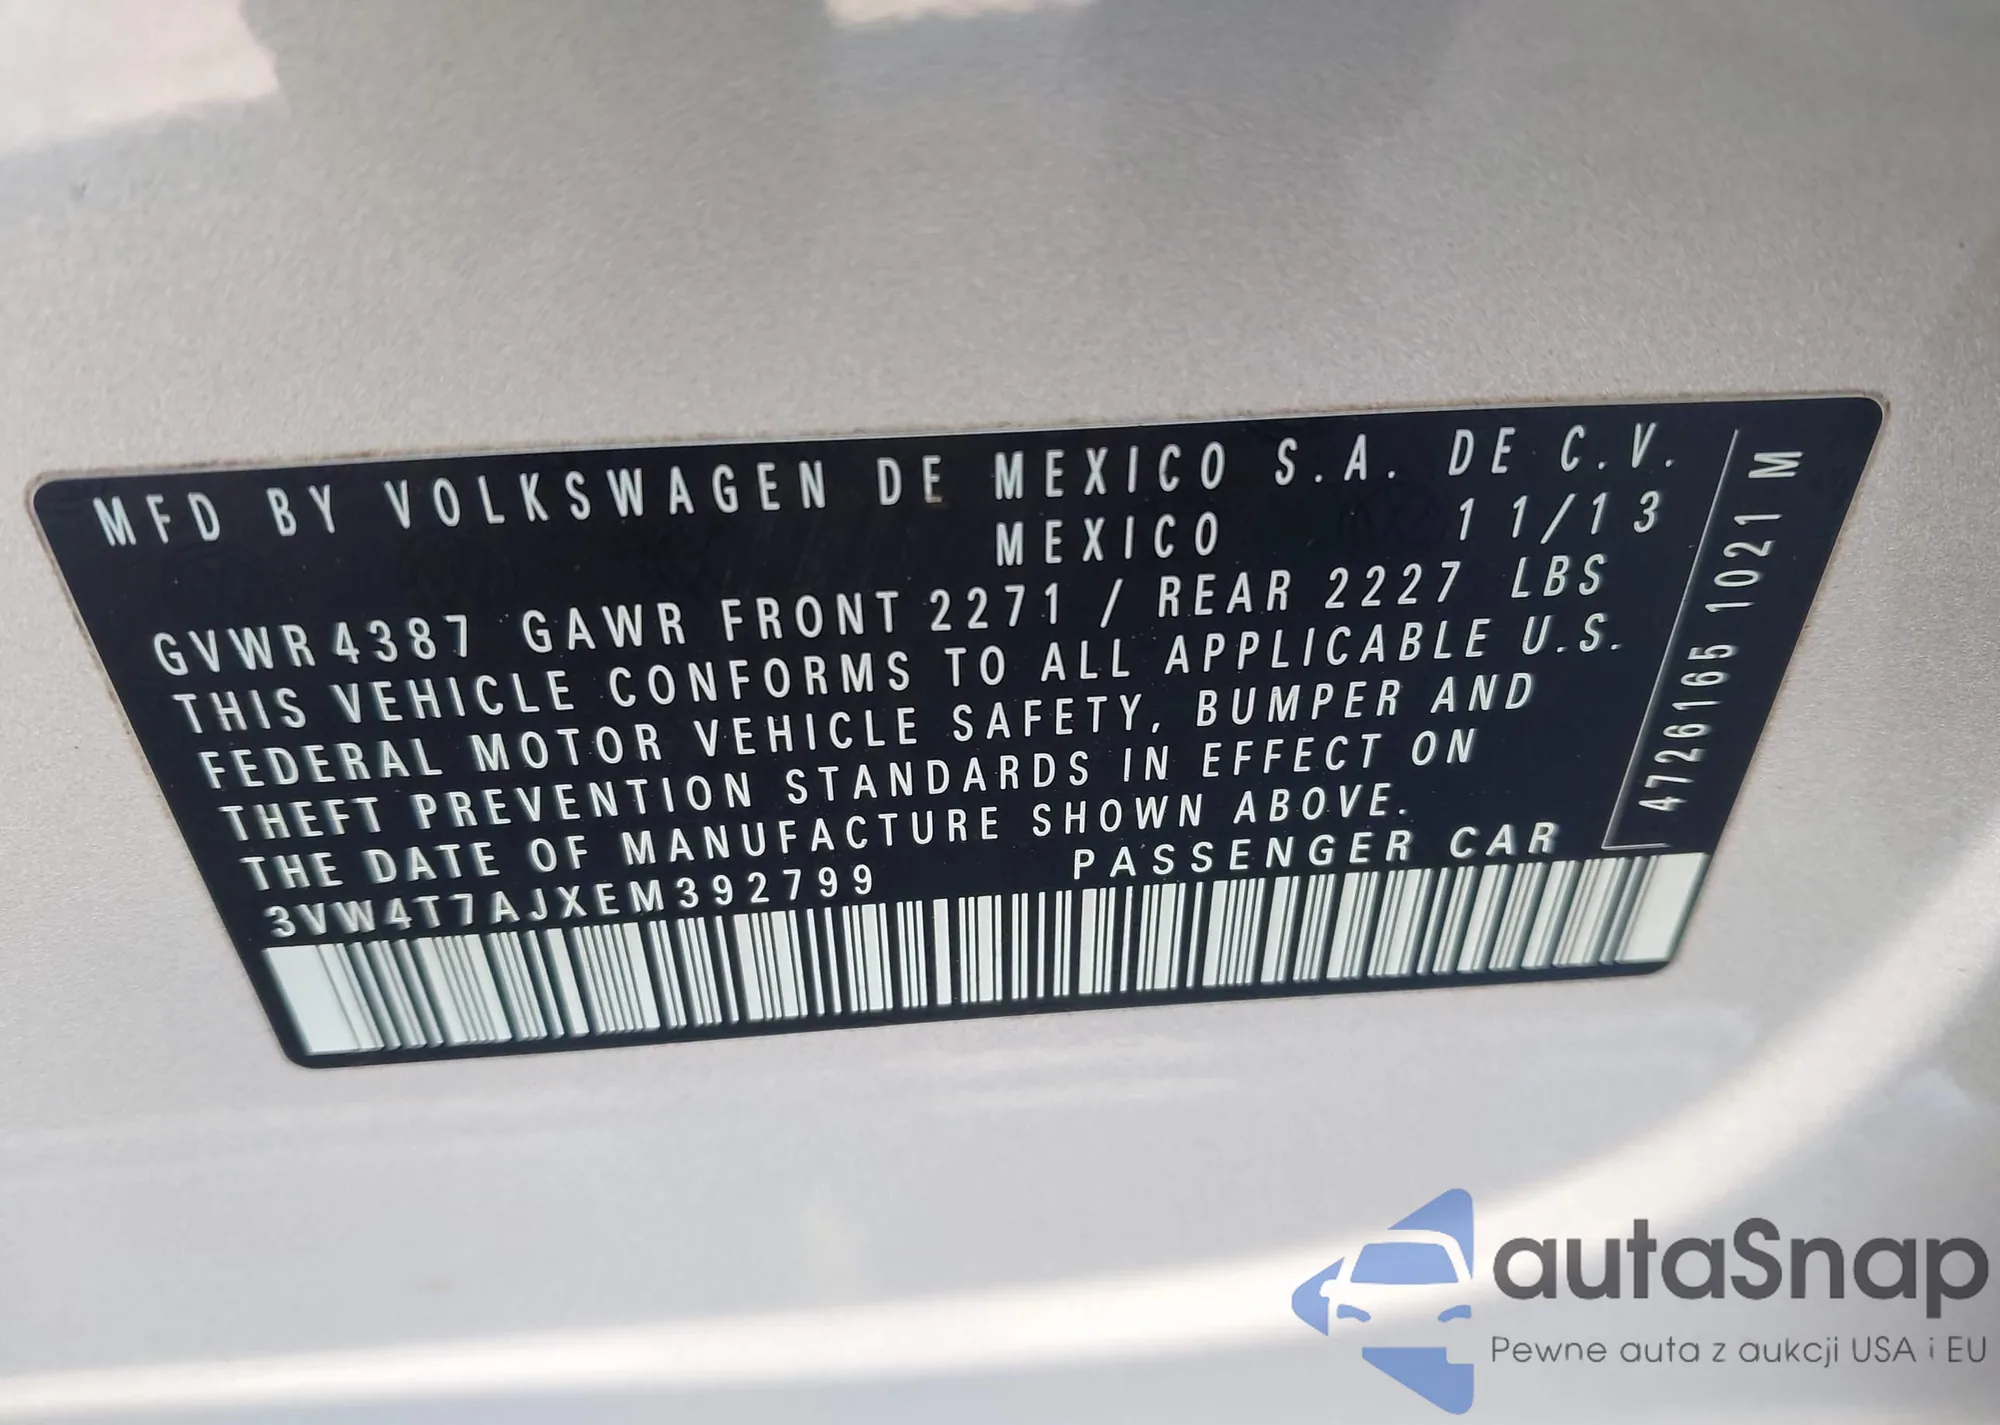 MFD BY VOLKSWAGEN DE MEXICO S.A. DE C.V.
MEXICO 11/13
GVWR 4387 GAWR FRONT 2271 / REAR 2227 LBS
THIS VEHICLE CONFORMS TO ALL APPLICABLE U.S.
FEDERAL MOTOR VEHICLE SAFETY, BUMPER AND
THEFT PREVENTION STANDARDS IN EFFECT ON
THE DATE OF MANUFACTURE SHOWN ABOVE.
3VW4T7AJXEM392799 PASSENGER CAR
4726165 1021 M
autaSnap
Pewne auta z aukcji USA i EU